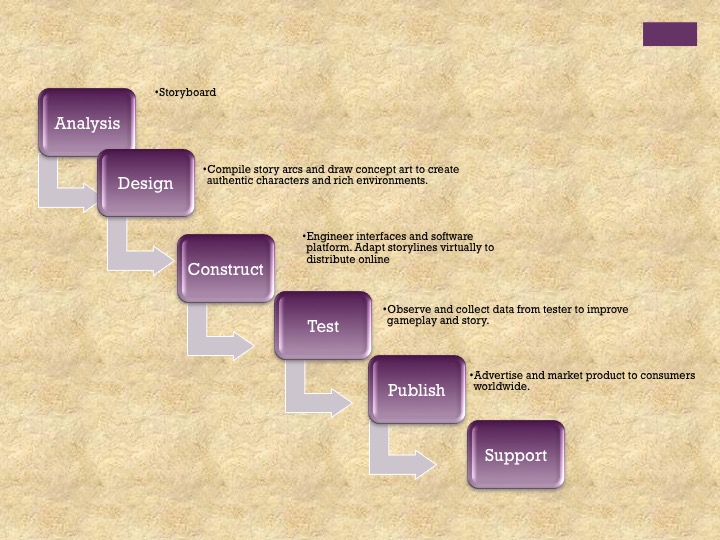 Analysis
•Storyboard
Design
•Compile story arcs and draw concept art to create
authentic characters and rich environments.
Construct
•Engineer interfaces and software
platform. Adapt storylines virtually to
distribute online
Test
•Observe and collect data from tester to improve
gameplay and story.
Publish
•Advertise and market product to consumers
worldwide.
Support